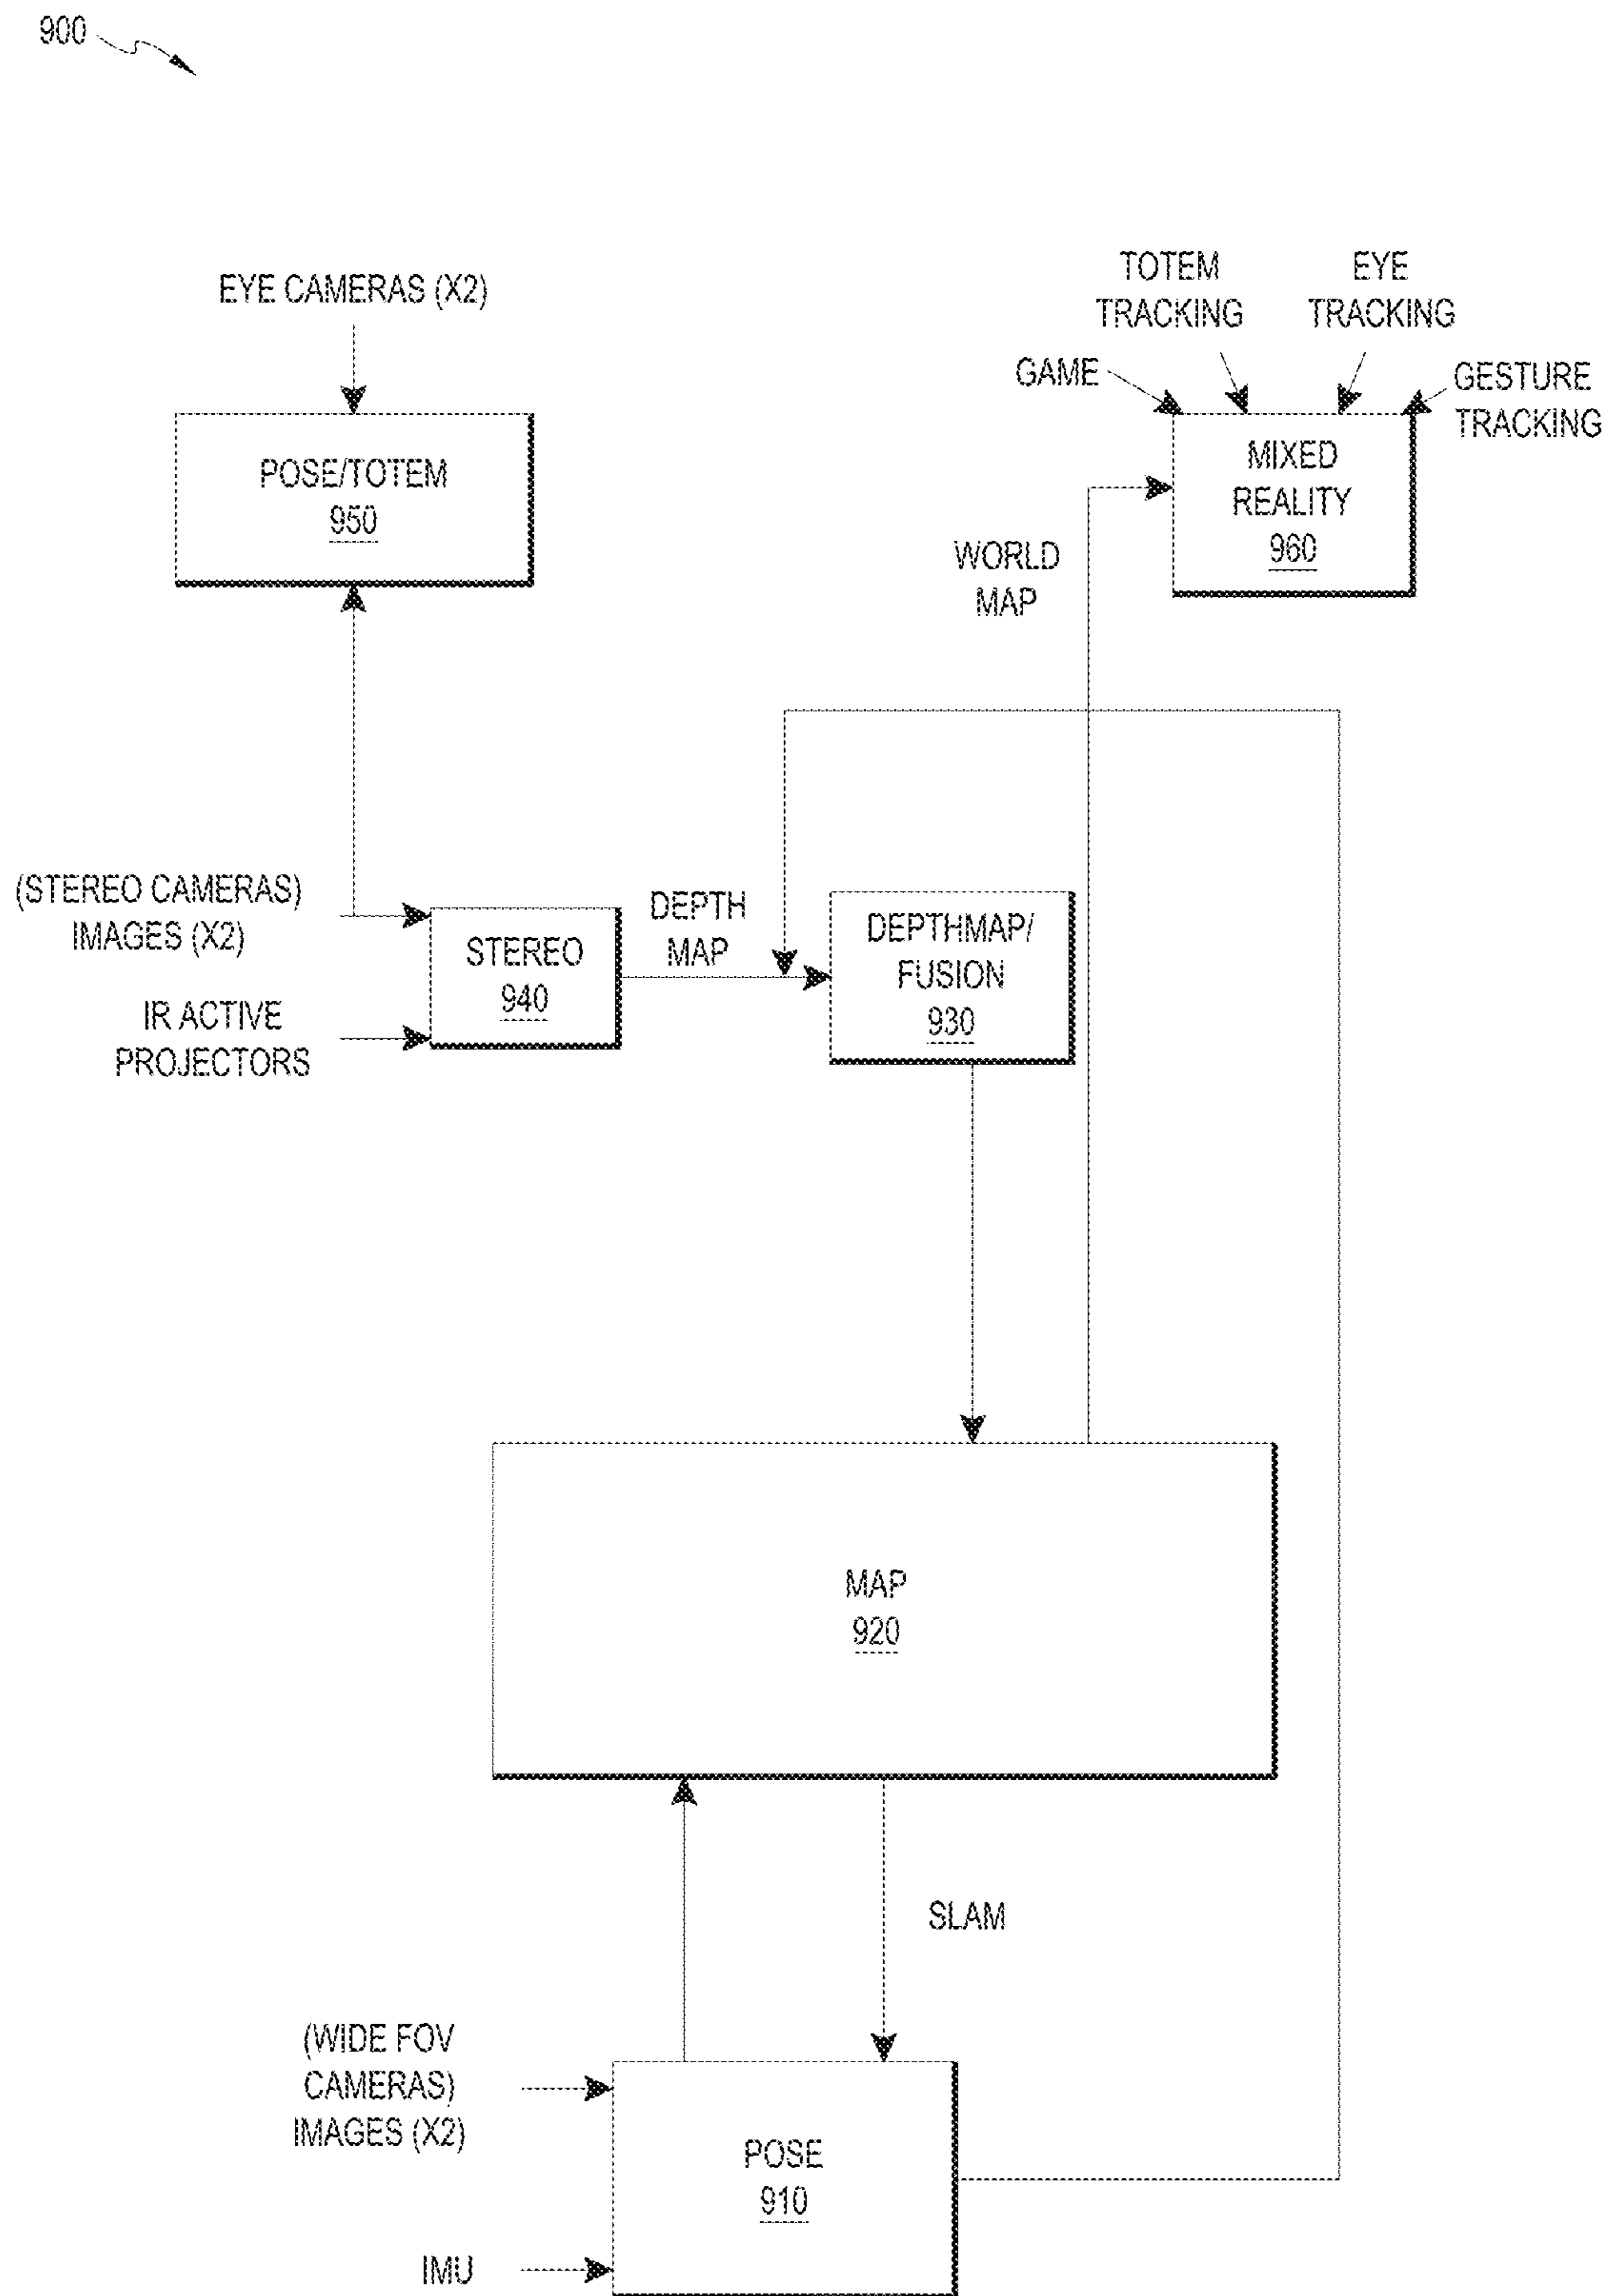 900
EYE CAMERAS (X2)
TOTEM
TRACKING
EYE
TRACKING
GAME
GESTURE
TRACKING
POSE/TOTEM
950
MIXED
REALITY
960
WORLD
MAP
(STEREO CAMERAS)
IMAGES (X2)
IR ACTIVE
PROJECTORS
STEREO
940
DEPTH
MAP
DEPTHMAP/
FUSION
930
MAP
920
SLAM
(WIDE FOV
CAMERAS)
IMAGES (X2)
IMU
POSE
910